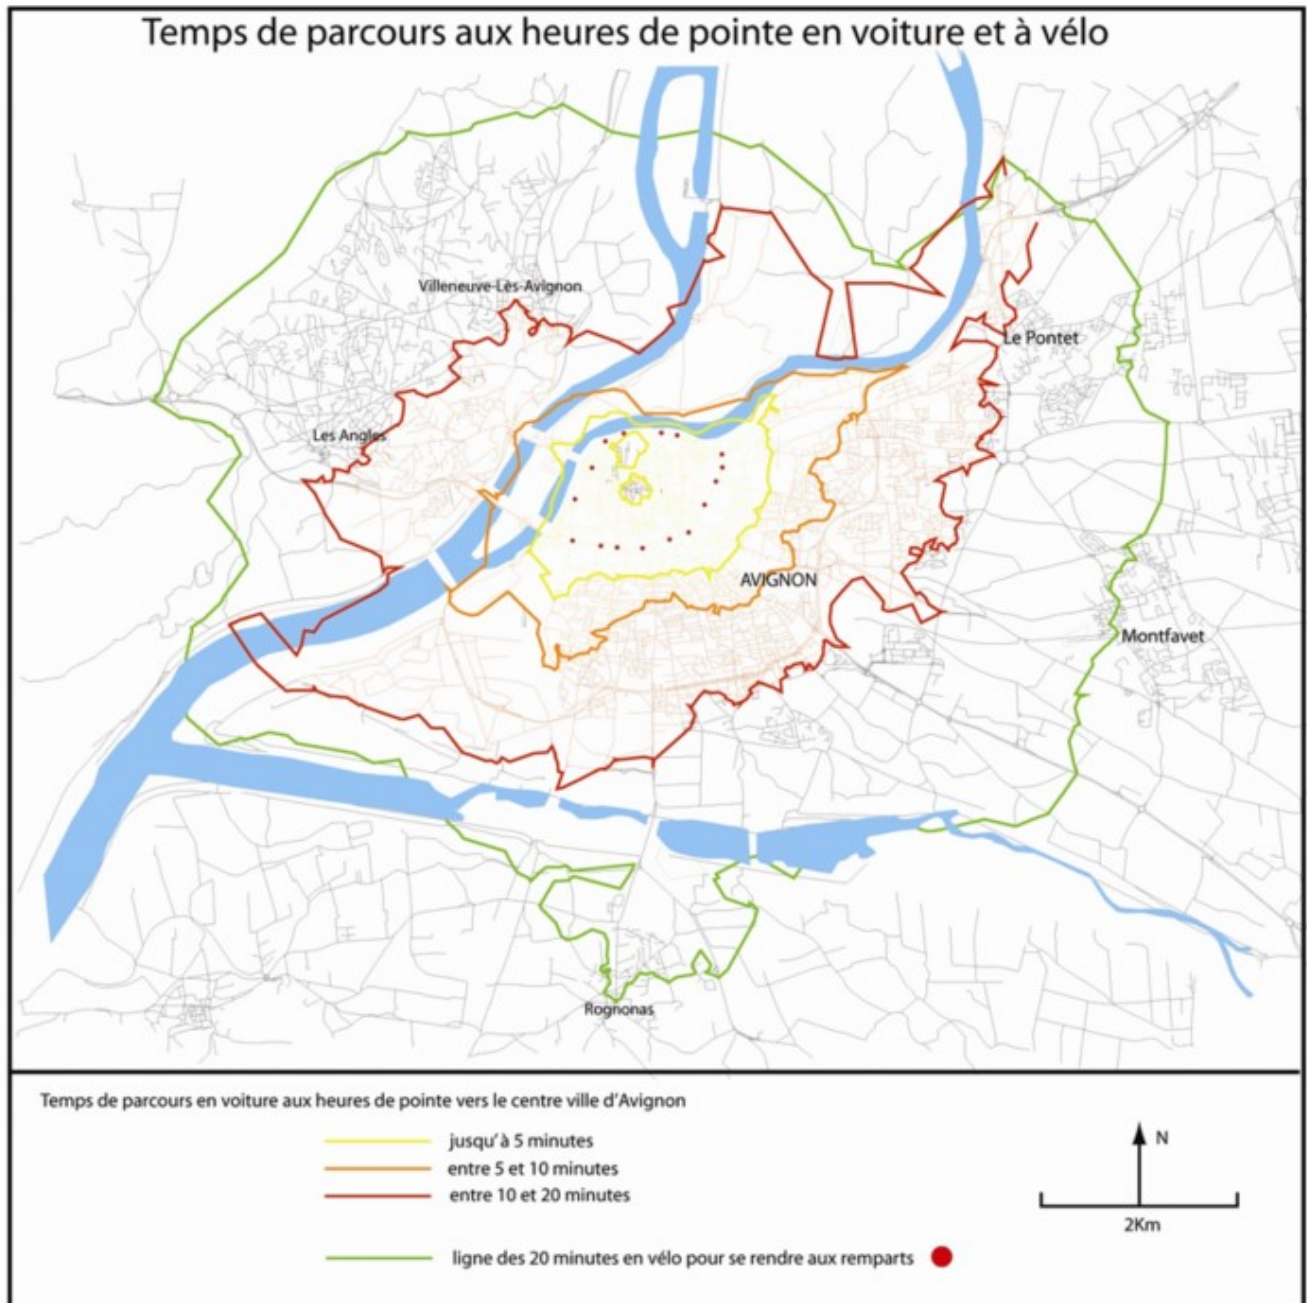 Temps de parcours aux heures de pointe en voiture et à vélo
Villeneuve-Lès-Avignon
Le Pontet
Les Angles
AVIGNON
Montfavet
Rognonas
Temps de parcours en voiture aux heures de pointe vers le centre ville d'Avignon
jusqu'à 5 minutes
entre 5 et 10 minutes
entre 10 et 20 minutes
N
2Km
ligne des 20 minutes en vélo pour se rendre aux remparts